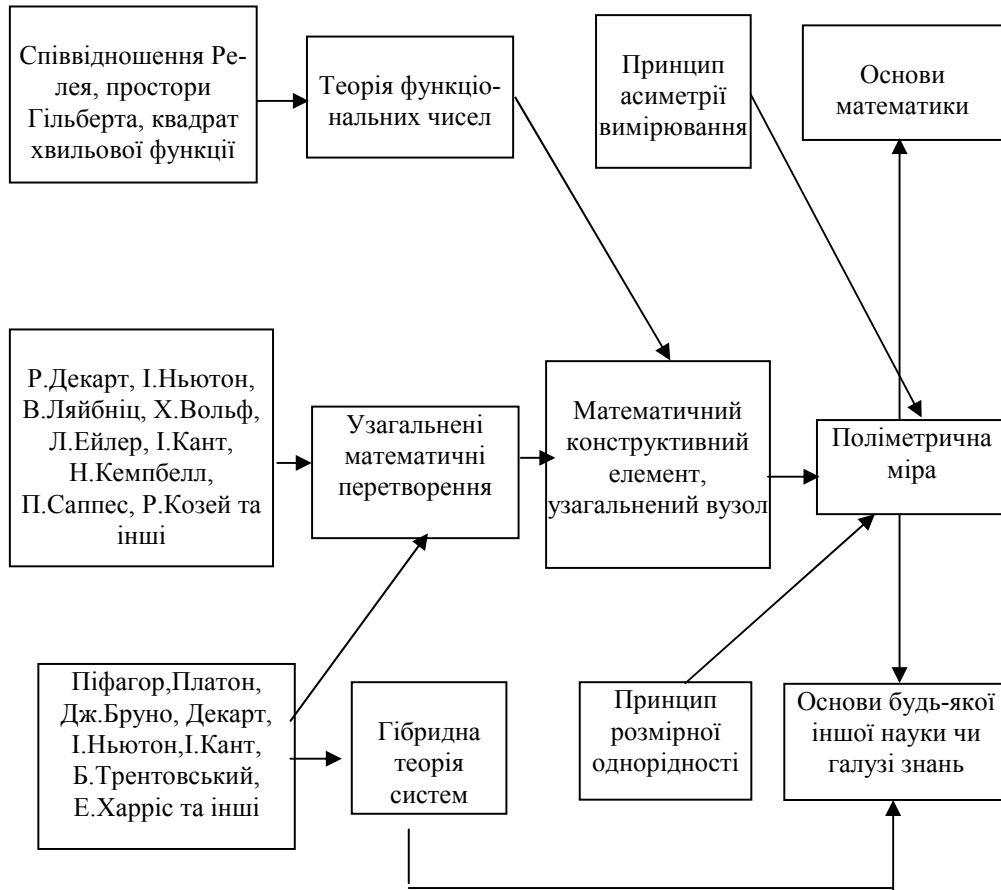 Співвідношення Ре-
лея, простори
Гільберта, квадрат
хвильової функції
Теорія функціо-
нальних чисел
Принцип
асиметрії
вимірювання
Основи
математики
Р.Декарт, І.Ньютон,
В.Ляйбніц, Х.Вольф,
Л.Ейлер, І.Кант,
Н.Кемпбелл,
П.Саппес, Р.Козей та
інші
Узагальнені
математичні
перетворення
Математичний
конструктивний
елемент,
узагальнений вузол
Поліметрична
міра
Піфагор,Платон,
Дж.Бруно, Декарт,
І.Ньютон,І.Кант,
Б.Трентовський,
Е.Харріс та інші
Гібридна
теорія
систем
Принцип
розмірної
однорідності
Основи будь-якої
іншої науки чи
галузі знань